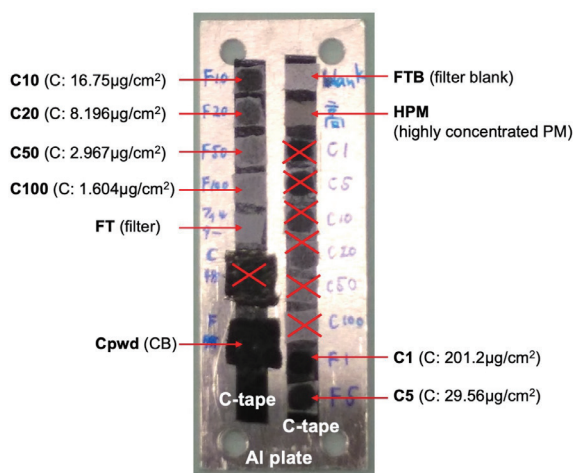 C10 (C: 16.75µg/cm²)
C20 (C: 8.196µg/cm²)
C50 (C: 2.967µg/cm²)
C100 (C: 1.604µg/cm²)
FT (filter)
Cpwd (CB)
F10
F20
F50
F100
C
F
C-tape
blank
C1
C5
C10
C20
C50
C100
F1
F5
C-tape
Al plate
FTB (filter blank)
HPM
(highly concentrated PM)
C1 (C: 201.2µg/cm²)
C5 (C: 29.56µg/cm²)